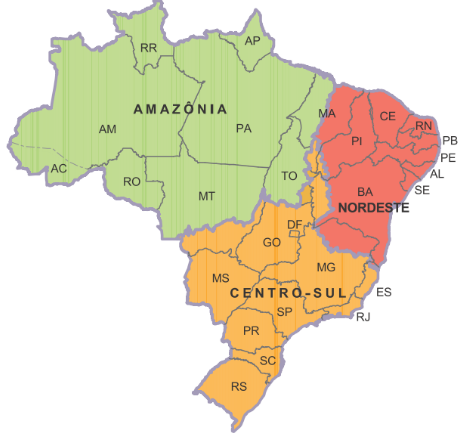 RR
AP
AMAZÔNIA
MA
CE
RN
AM
PA
PI
PB
PE
AC
RO
TO
AL
MT
BA
SE
NORDESTE
DF
GO
MG
MS
CENTRO-SUL
ES
SP
RJ
PR
SC
RS